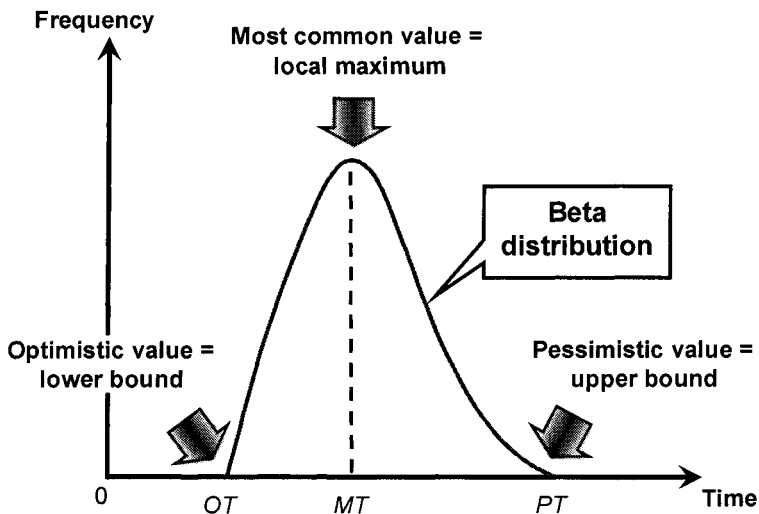 Frequency
Most common value =
local maximum
Beta
distribution
Optimistic value =
lower bound
Pessimistic value =
upper bound
0
OT
MT
PT
Time